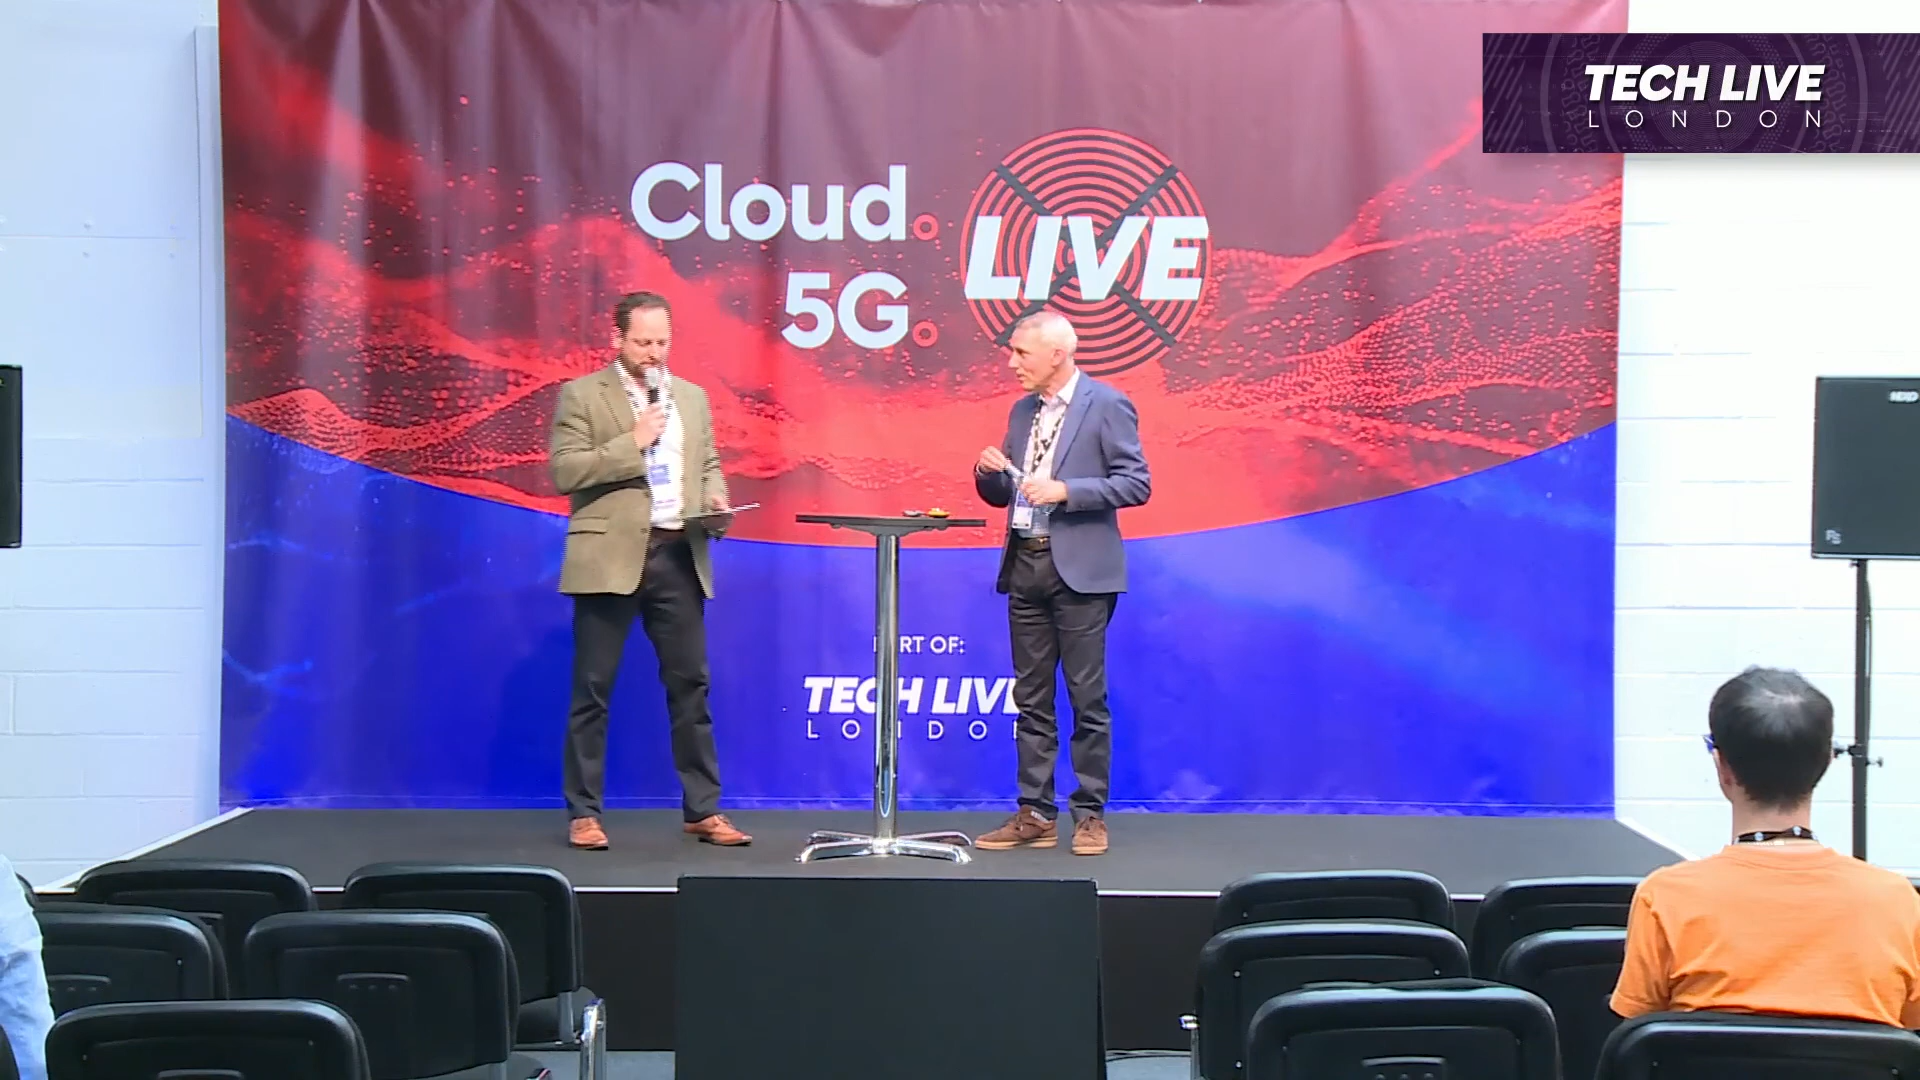 TECH LIVE
LONDON
Cloud.
5G.
LIVE
PART OF:
TECH LIVE
LONDON